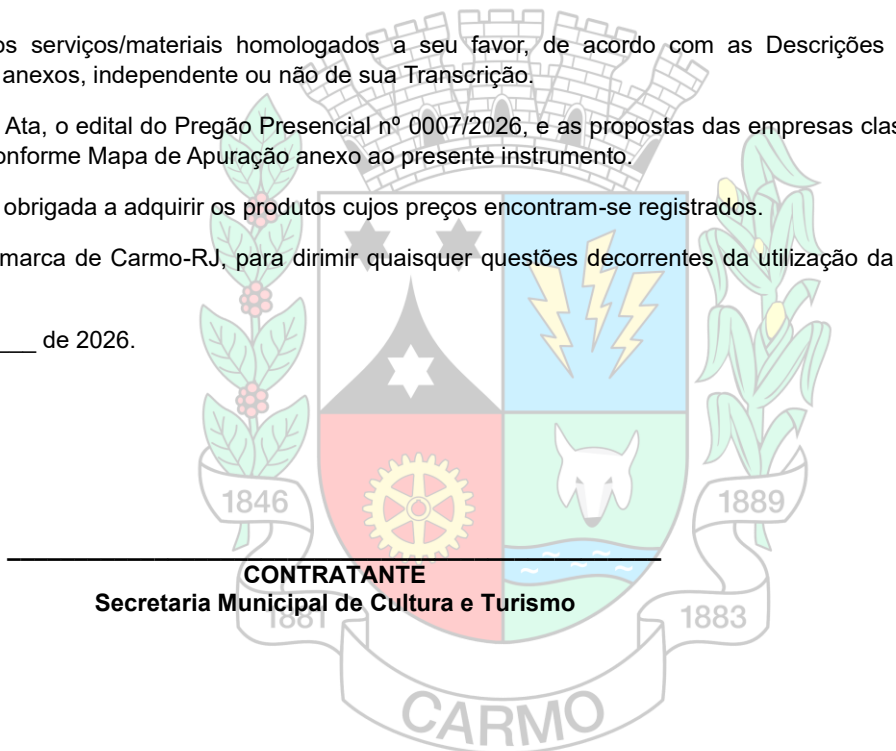 os serviços/materiais homologados a seu favor, de acordo com as Descrições
anexos, independente ou não de sua Transcrição.
Ata, o edital do Pregão Presencial nº 0007/2026, e as propostas das empresas clas
onforme Mapa de Apuração anexo ao presente instrumento.
obrigada a adquirir os produtos cujos preços encontram-se registrados.
marca de Carmo-RJ, para dirimir quaisquer questões decorrentes da utilização da
___ de 2026.
1846
1889
CONTRATANTE
Secretaria Municipal de Cultura e Turismo
1881
1883
CARMO